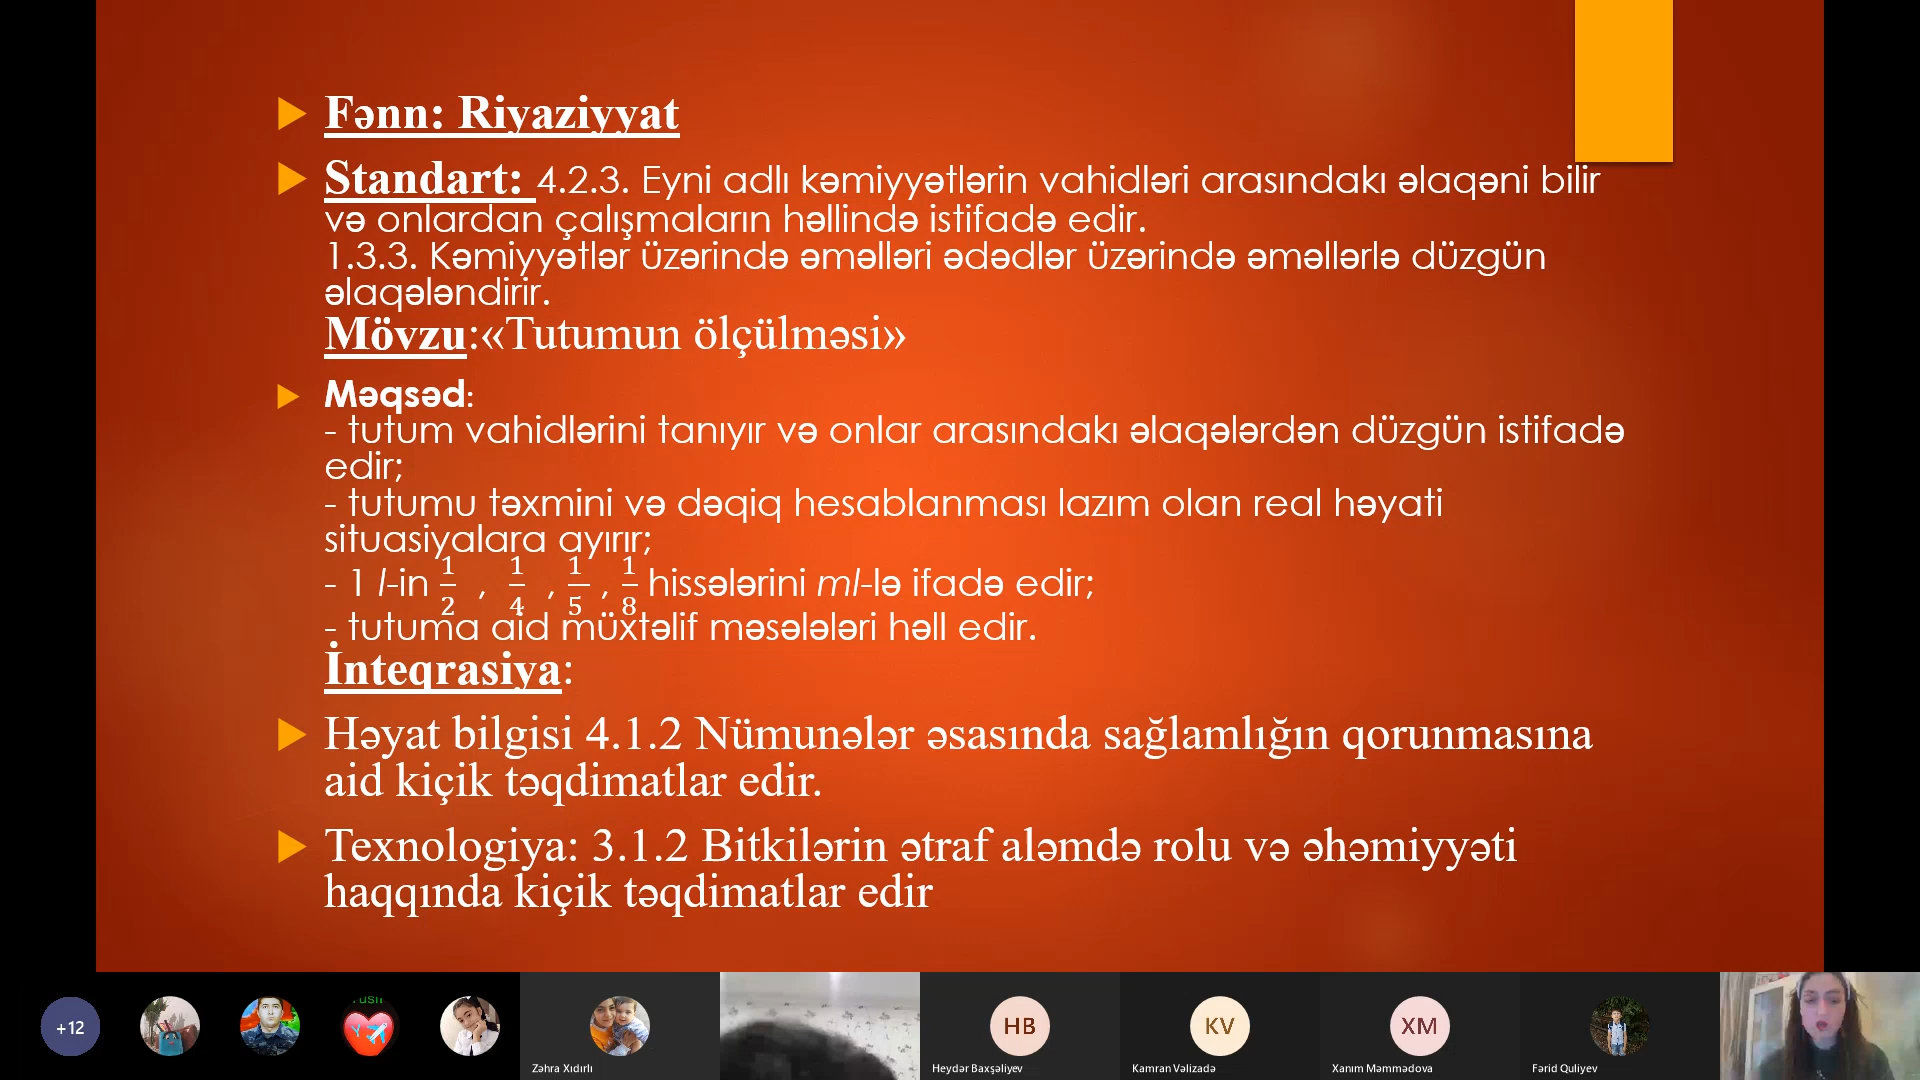 Fənn: Riyaziyyat
Standart: 4.2.3. Eyni adlı kəmiyyətlərin vahidləri arasındakı əlaqəni bilir
və onlardan çalışmaların həllində istifadə edir.
1.3.3. Kəmiyyətlər üzərində əməlləri ədədlər üzərində əməllərlə düzgün
əlaqələndirir.
Mövzu:«Tutumun ölçülməsi»
Məqsəd:
- tutum vahidlərini tanıyır və onlar arasındakı əlaqələrdən düzgün istifadə
edir;
- tutumu təxmini və dəqiq hesablanması lazım olan real həyati
situasiyalara ayırır;
- 1 l-in 1/2 , 1/4 , 1/5 , 1/8 hissələrini ml-lə ifadə edir;
- tutuma aid müxtəlif məsələləri həll edir.
İnteqrasiya:
Həyat bilgisi 4.1.2 Nümunələr əsasında sağlamlığın qorunmasına
aid kiçik təqdimatlar edir.
Texnologiya: 3.1.2 Bitkilərin ətraf aləmdə rolu və əhəmiyyəti
haqqında kiçik təqdimatlar edir
+12
HB
KV
XM
Zəhra Xıdırlı
Heydər Baxşəliyev
Kamran Vəlizadə
Xanım Məmmədova
Fərid Quliyev